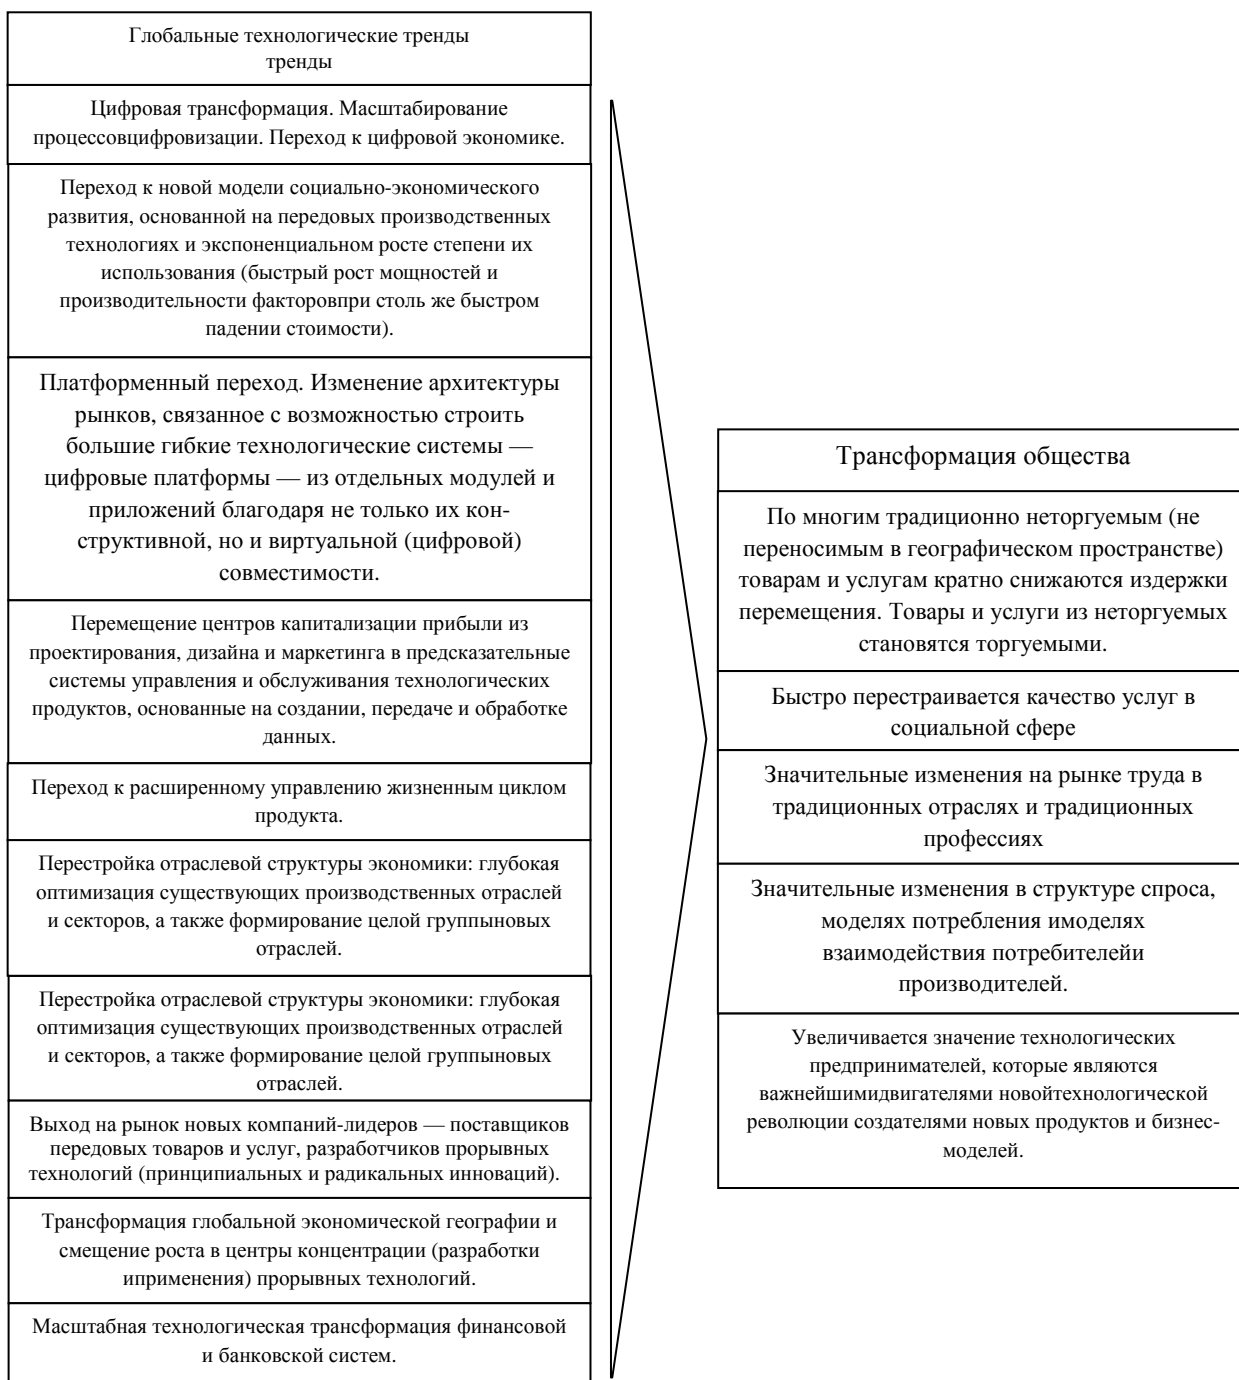 Глобальные технологические тренды
тренды
Цифровая трансформация. Масштабирование
процессовцифровизации. Переход к цифровой экономике.
Переход к новой модели социально-экономического
развития, основанной на передовых производственных
технологиях и экспоненциальном росте степени их
использования (быстрый рост мощностей и
производительности факторовпри столь же быстром
падении стоимости).
Платформенный переход. Изменение архитектуры
рынков, связанное с возможностью строить
большие гибкие технологические системы —
цифровые платформы — из отдельных модулей и
приложений благодаря не только их кон-
структивной, но и виртуальной (цифровой)
совместимости.
Перемещение центров капитализации прибыли из
проектирования, дизайна и маркетинга в предсказательные
системы управления и обслуживания технологических
продуктов, основанные на создании, передаче и обработке
данных.
Переход к расширенному управлению жизненным циклом
продукта.
Перестройка отраслевой структуры экономики: глубокая
оптимизация существующих производственных отраслей
и секторов, а также формирование целой группыновых
отраслей.
Перестройка отраслевой структуры экономики: глубокая
оптимизация существующих производственных отраслей
и секторов, а также формирование целой группыновых
отраслей.
Выход на рынок новых компаний-лидеров — поставщиков
передовых товаров и услуг, разработчиков прорывных
технологий (принципиальных и радикальных инноваций).
Трансформация глобальной экономической географии и
смещение роста в центры концентрации (разработки
иприменения) прорывных технологий.
Масштабная технологическая трансформация финансовой
и банковской систем.
Трансформация общества
По многим традиционно неторгуемым (не
переносимым в географическом пространстве)
товарам и услугам кратно снижаются издержки
перемещения. Товары и услуги из неторгуемых
становятся торгуемыми.
Быстро перестраивается качество услуг в
социальной сфере
Значительные изменения на рынке труда в
традиционных отраслях и традиционных
профессиях
Значительные изменения в структуре спроса,
моделях потребления имоделях
взаимодействия потребителейи
производителей.
Увеличивается значение технологических
предпринимателей, которые являются
важнейшимидвигателями новойтехнологической
революции создателями новых продуктов и бизнес-
моделей.